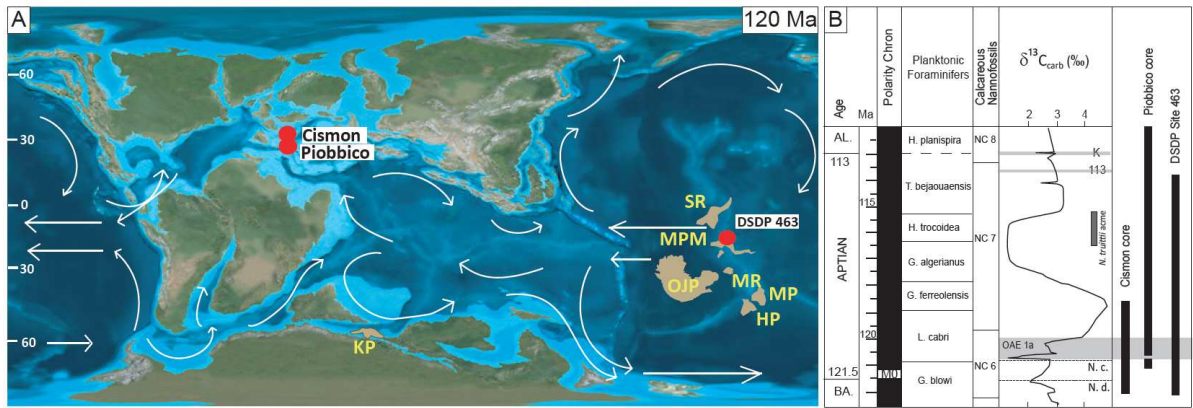 A
120 Ma
60
30
0
30
60
Cismon
Piobbico
SR
DSDP 463
MPM
OJP
MR
MP
HP
KP
B
Age
Ma
Polarity Chron
Planktonic
Foraminifers
Calcareous
Nannofossils
δ¹³Ccarb (‰)
2 3 4
Piobbico core
DSDP Site 463
Cismon core
AL.
113
115
APTIAN
120
121.5
BA.
M0
H. planispira
T. bejaouaensis
H. trocoidea
G. algerianus
G. ferreolensis
L. cabri
G. blowi
NC 8
NC 7
NC 6
K
113
N. truittii acme
OAE 1a
N. c.
N. d.
2 3 4